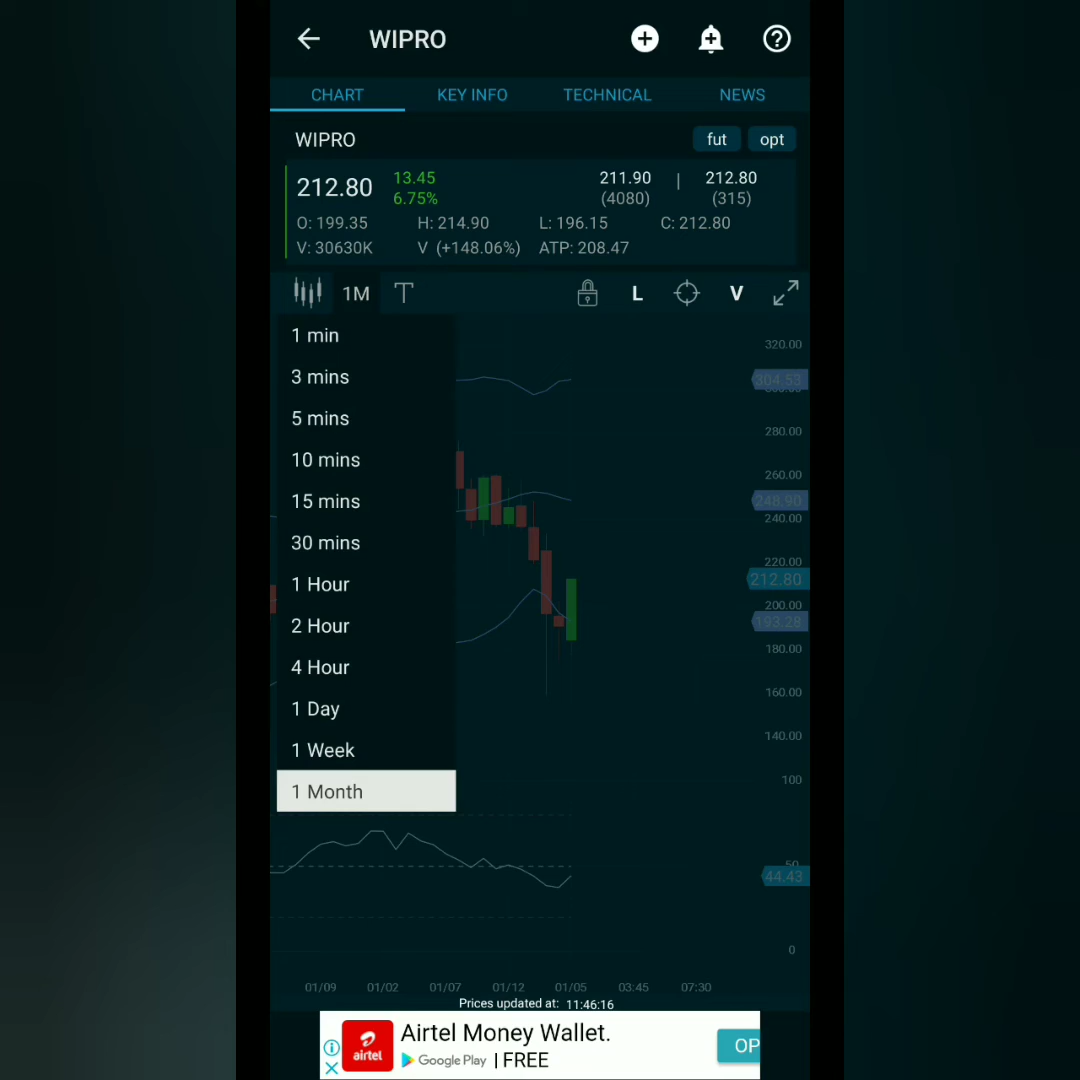 WIPRO
CHART KEY INFO TECHNICAL NEWS
WIPRO fut opt
212.80 13.45 6.75% 211.90 (4080) | 212.80 (315)
O: 199.35 H: 214.90 L: 196.15 C: 212.80
V: 30630K V (+148.06%) ATP: 208.47
1M T L V
1 min
3 mins
5 mins
10 mins
15 mins
30 mins
1 Hour
2 Hour
4 Hour
1 Day
1 Week
1 Month
320.00
304.53
280.00
260.00
248.90
240.00
220.00
212.80
200.00
193.28
180.00
160.00
140.00
100
50
44.43
0
01/09 01/02 01/07 01/12 01/05 03:45 07:30
Prices updated at: 11:46:16
Airtel Money Wallet.
airtel Google Play | FREE
OP